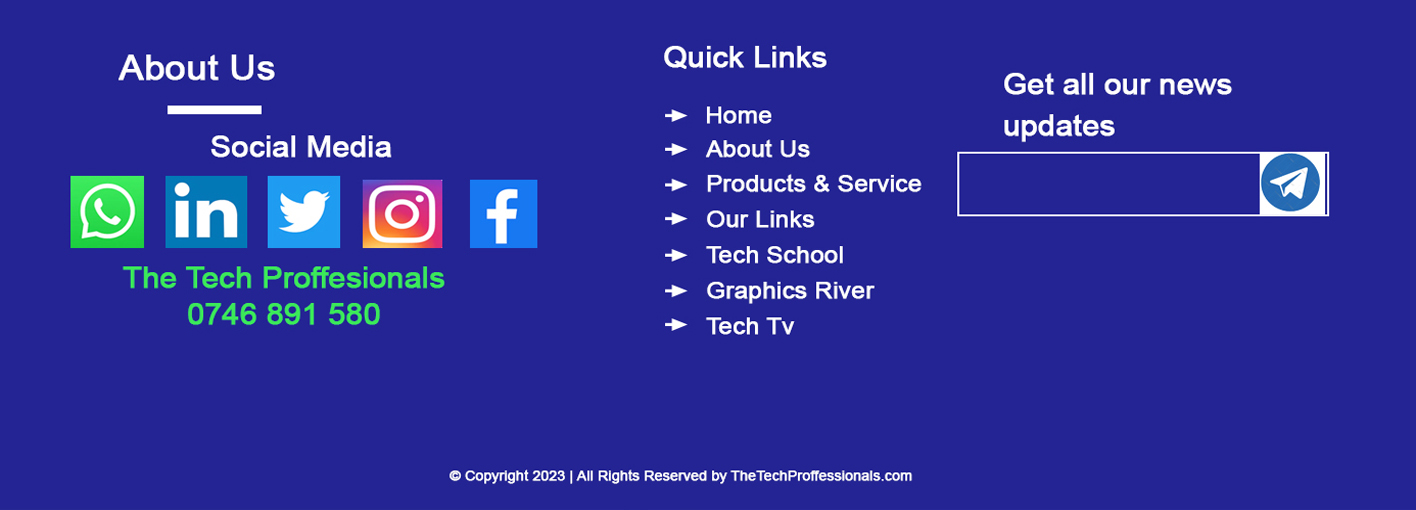 About Us
Social Media
in
The Tech Proffesionals
0746 891 580
Quick Links
Home
About Us
Products & Service
Our Links
Tech School
Graphics River
Tech Tv
Get all our news
updates
© Copyright 2023 | All Rights Reserved by TheTechProffessionals.com